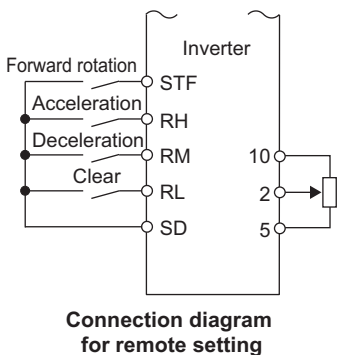 Inverter
Forward rotation
STF
Acceleration
RH
Deceleration
RM
10
Clear
RL
2
SD
5
Connection diagram
for remote setting